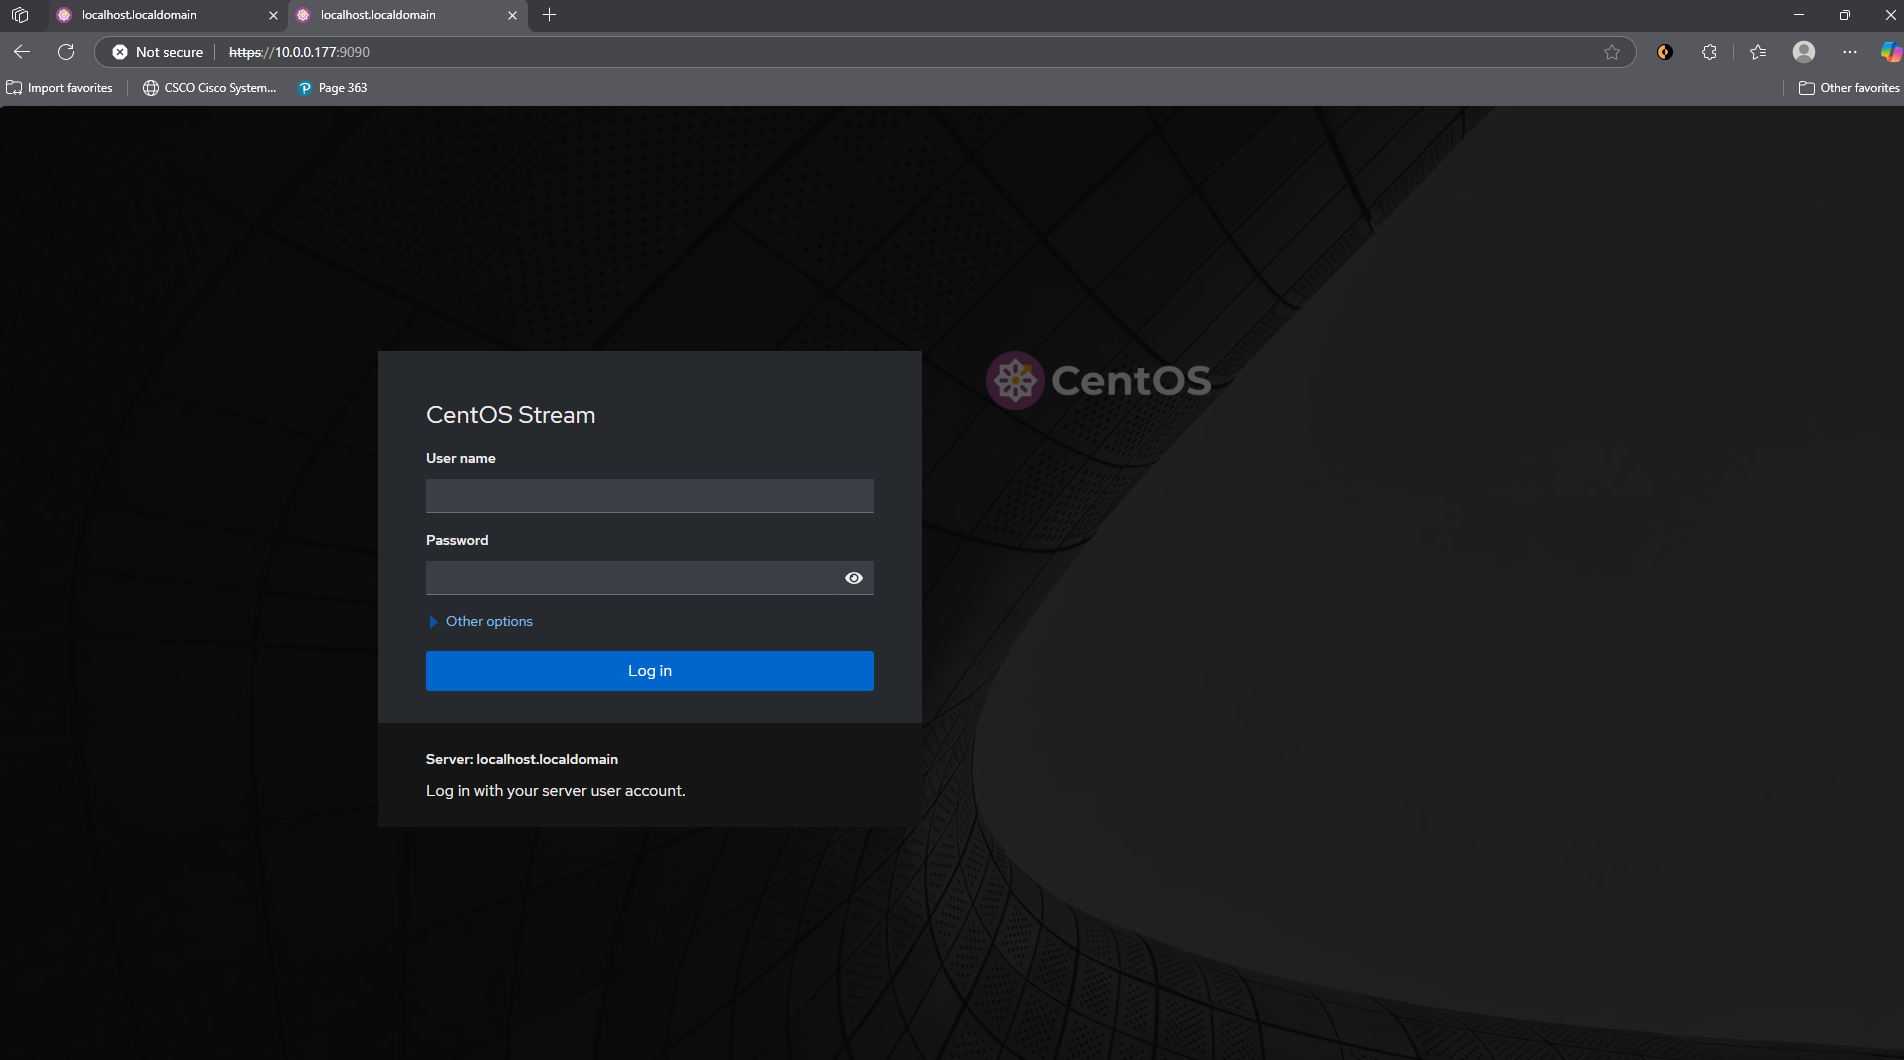 localhost.localdomain
localhost.localdomain
Not secure
https://10.0.0.177:9090
Import favorites
CSCO Cisco System...
Page 363
Other favorites
CentOS
CentOS Stream
User name
Password
Other options
Log in
Server: localhost.localdomain
Log in with your server user account.